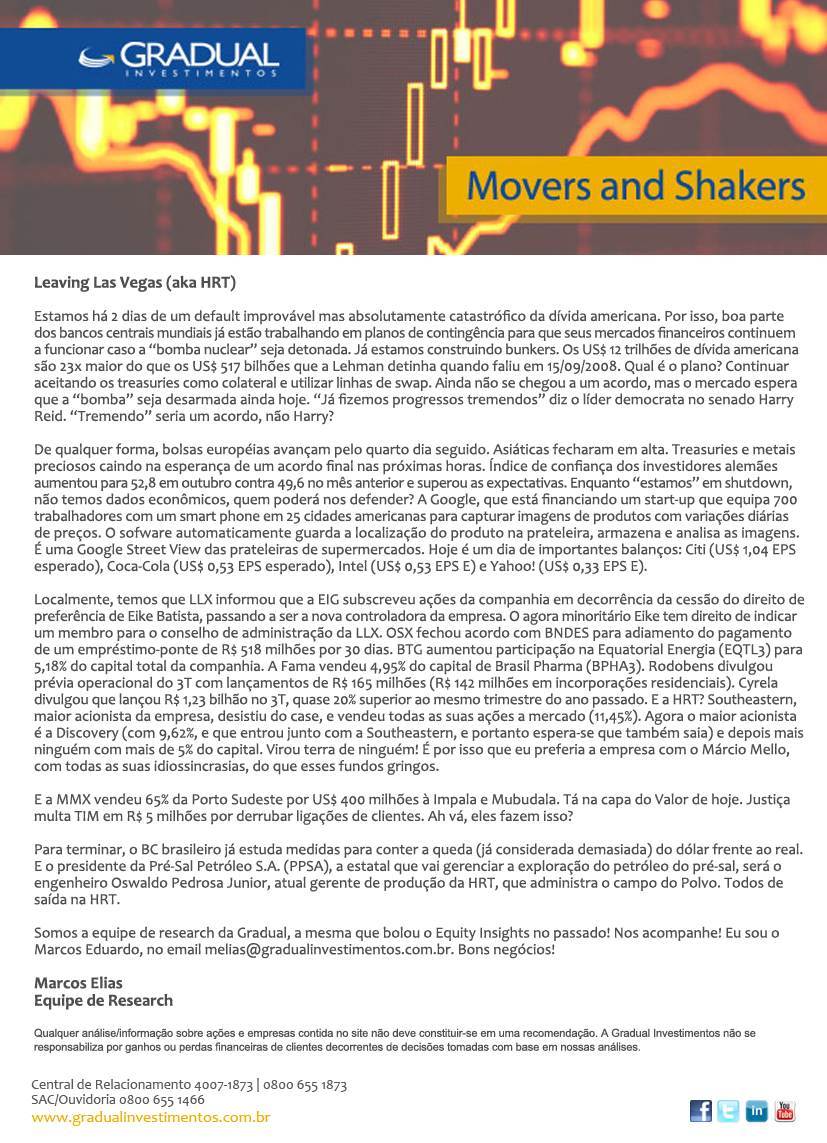 GRADUAL
INVESTIMENTOS
Movers and Shakers
Leaving Las Vegas (aka HRT)
Estamos há 2 dias de um default improvável mas absolutamente catastrófico da dívida americana. Por isso, boa parte
dos bancos centrais mundiais já estão trabalhando em planos de contingência para que seus mercados financeiros continuem
a funcionar caso a “bomba nuclear” seja detonada. Já estamos construindo bunkers. Os US$ 12 trilhões de dívida americana
são 23x maior do que os US$ 517 bilhões que a Lehman detinha quando faliu em 15/09/2008. Qual é o plano? Continuar
aceitando os treasuries como colateral e utilizar linhas de swap. Ainda não se chegou a um acordo, mas o mercado espera
que a “bomba” seja desarmada ainda hoje. “Já fizemos progressos tremendos” diz o líder democrata no senado Harry
Reid. “Tremendo” seria um acordo, não Harry?
De qualquer forma, bolsas européias avançam pelo quarto dia seguido. Asiáticas fecharam em alta. Treasuries e metais
preciosos caindo na esperança de um acordo final nas próximas horas. Índice de confiança dos investidores alemães
aumentou para 52,8 em outubro contra 49,6 no mês anterior e superou as expectativas. Enquanto “estamos” em shutdown,
não temos dados econômicos, quem poderá nos defender? A Google, que está financiando um start-up que equipa 700
trabalhadores com um smart phone em 25 cidades americanas para capturar imagens de produtos com variações diárias
de preços. O sofware automaticamente guarda a localização do produto na prateleira, armazena e analisa as imagens.
É uma Google Street View das prateleiras de supermercados. Hoje é um dia de importantes balanços: Citi (US$ 1,04 EPS
esperado), Coca-Cola (US$ 0,53 EPS esperado), Intel (US$ 0,53 EPS E) e Yahoo! (US$ 0,33 EPS E).
Localmente, temos que LLX informou que a EIG subscreveu ações da companhia em decorrência da cessão do direito de
preferência de Eike Batista, passando a ser a nova controladora da empresa. O agora minoritário Eike tem direito de indicar
um membro para o conselho de administração da LLX. OSX fechou acordo com BNDES para adiamento do pagamento
de um empréstimo-ponte de R$ 518 milhões por 30 dias. BTG aumentou participação na Equatorial Energia (EQTL3) para
5,18% do capital total da companhia. A Fama vendeu 4,95% do capital de Brasil Pharma (BPHA3). Rodobens divulgou
prévia operacional do 3T com lançamentos de R$ 165 milhões (R$ 142 milhões em incorporações residenciais). Cyrela
divulgou que lançou R$ 1,23 bilhão no 3T, quase 20% superior ao mesmo trimestre do ano passado. E a HRT? Southeastern,
maior acionista da empresa, desistiu do case, e vendeu todas as suas ações a mercado (11,45%). Agora o maior acionista
é a Discovery (com 9,62%, e que entrou junto com a Southeastern, e portanto espera-se que também saia) e depois mais
ninguém com mais de 5% do capital. Virou terra de ninguém! É por isso que eu preferia a empresa com o Márcio Mello,
com todas as suas idiossincrasias, do que esses fundos gringos.
E a MMX vendeu 65% da Porto Sudeste por US$ 400 milhões à Impala e Mubudala. Tá na capa do Valor de hoje. Justiça
multa TIM em R$ 5 milhões por derrubar ligações de clientes. Ah vá, eles fazem isso?
Para terminar, o BC brasileiro já estuda medidas para conter a queda (já considerada demasiada) do dólar frente ao real.
E o presidente da Pré-Sal Petróleo S.A. (PPSA), a estatal que vai gerenciar a exploração do petróleo do pré-sal, será o
engenheiro Oswaldo Pedrosa Junior, atual gerente de produção da HRT, que administra o campo do Polvo. Todos de
saída na HRT.
Somos a equipe de research da Gradual, a mesma que bolou o Equity Insights no passado! Nos acompanhe! Eu sou o
Marcos Eduardo, no email melias@gradualinvestimentos.com.br. Bons negócios!
Marcos Elias
Equipe de Research
Qualquer análise/informação sobre ações e empresas contida no site não deve constituir-se em uma recomendação. A Gradual Investimentos não se
responsabiliza por ganhos ou perdas financeiras de clientes decorrentes de decisões tomadas com base em nossas análises.
Central de Relacionamento 4007-1873 | 0800 655 1873
SAC/Ouvidoria 0800 655 1466
www.gradualinvestimentos.com.br
f t in You Tube